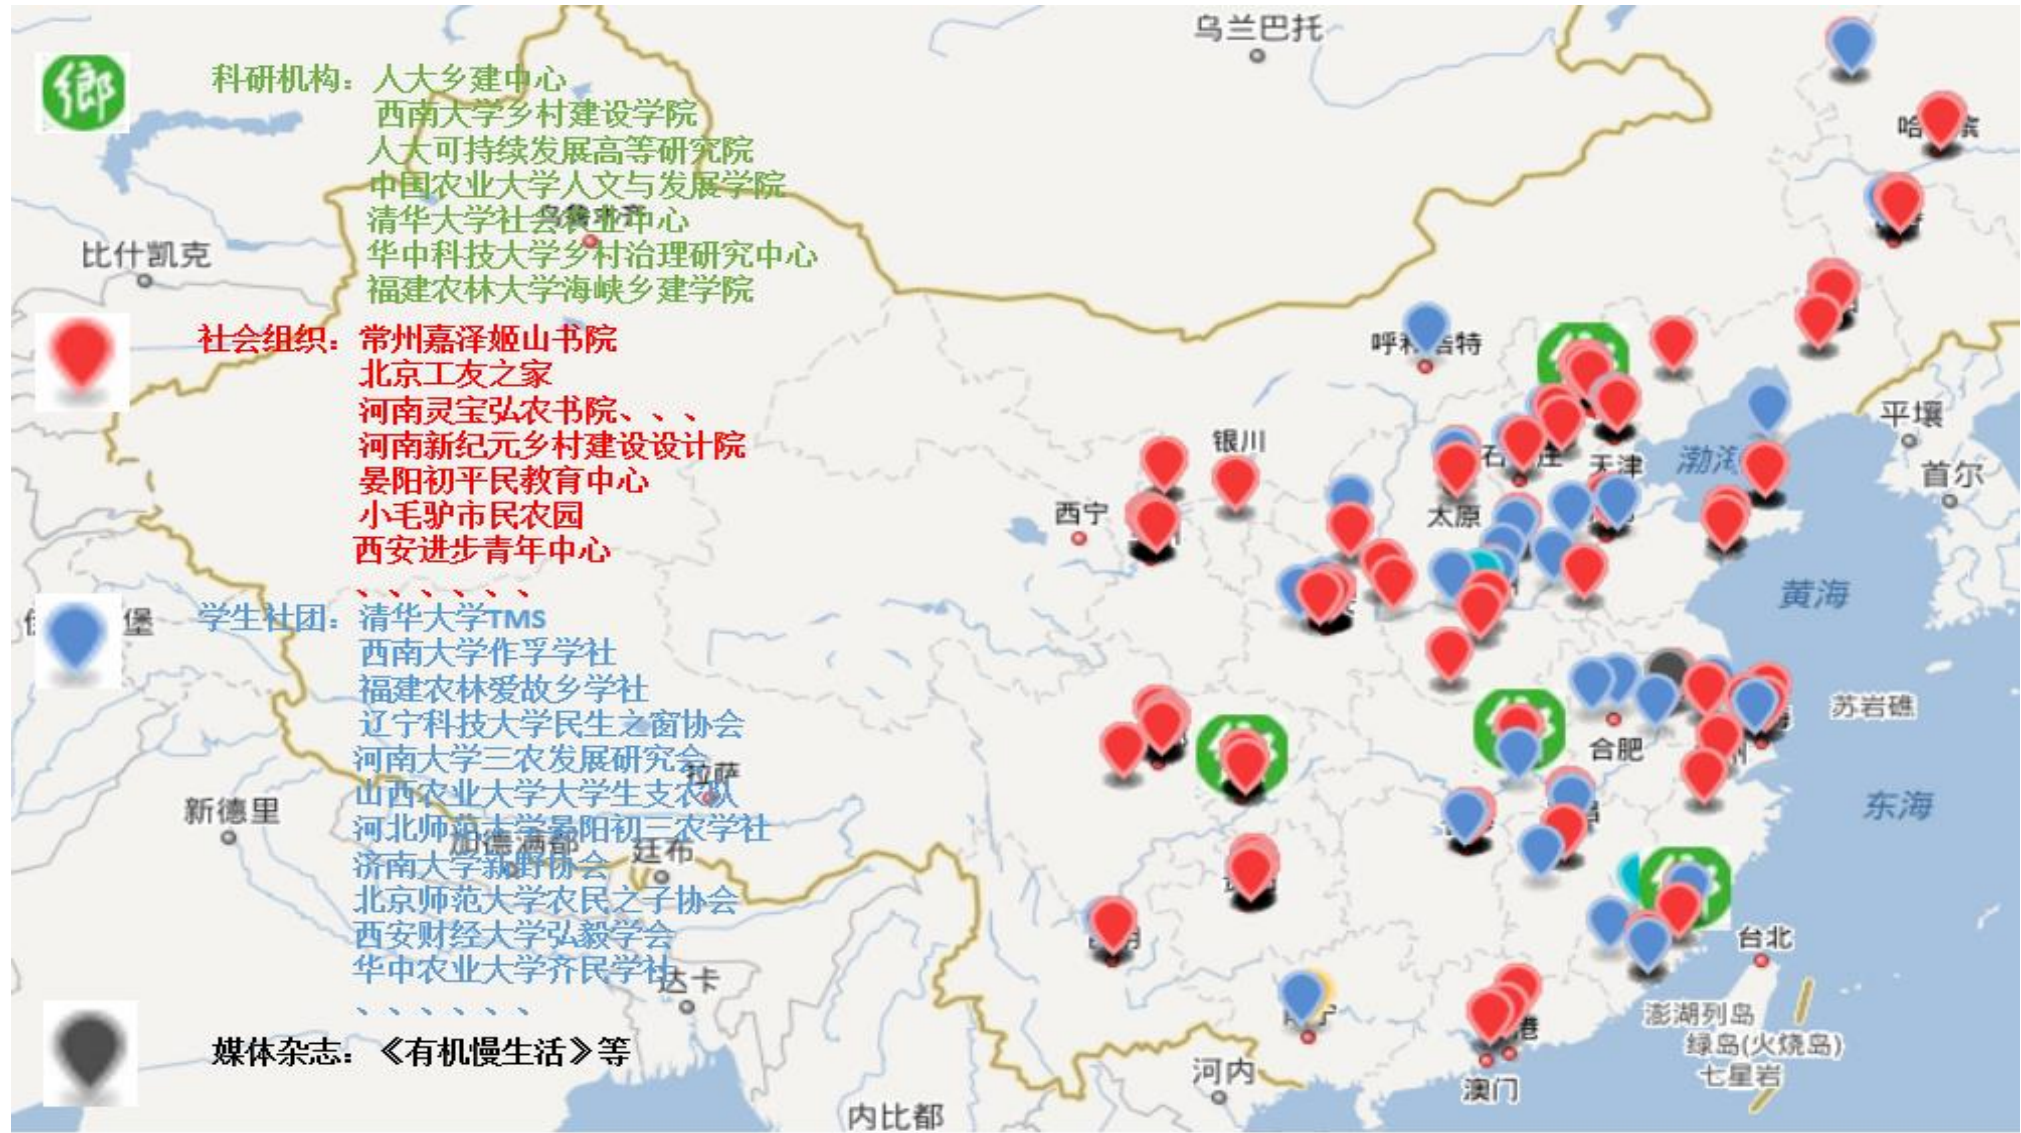 乌兰巴托
鄉
科研机构：人大乡建中心
西南大学乡村建设学院
人大可持续发展高等研究院
中国农业大学人文与发展学院
清华大学社会农业中心
华中科技大学乡村治理研究中心
福建农林大学海峡乡建学院
比什凯克
社会组织：常州嘉泽姬山书院
北京工友之家
河南灵宝弘农书院、、、
河南新纪元乡村建设设计院
晏阳初平民教育中心
小毛驴市民农园
西安进步青年中心
、、、、、、
学生社团：清华大学TMS
西南大学作孚学社
福建农林爱故乡学社
辽宁科技大学民生之窗协会
河南大学三农发展研究会
山西农业大学大学生支农队
河北师范大学晏阳初三农学社
济南大学新野协会
北京师范大学农民之子协会
西安财经大学弘毅学会
华中农业大学齐民学社
、、、、、、
媒体杂志：《有机慢生活》等
堡
新德里
拉萨
加德满都
廷布
达卡
内比都
河内
银川
西宁
太原
天津
平壤
首尔
渤海
黄海
苏岩礁
合肥
东海
台北
澎湖列岛
绿岛(火烧岛)
七星岩
港
澳门